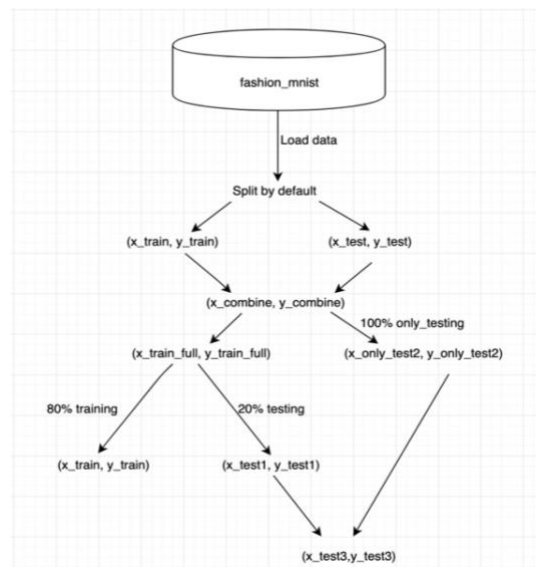 fashion_mnist
Load data
Split by default
(x_train, y_train)
(x_test, y_test)
(x_combine, y_combine)
100% only_testing
(x_train_full, y_train_full)
(x_only_test2, y_only_test2)
80% training
20% testing
(x_train, y_train)
(x_test1, y_test1)
(x_test3,y_test3)